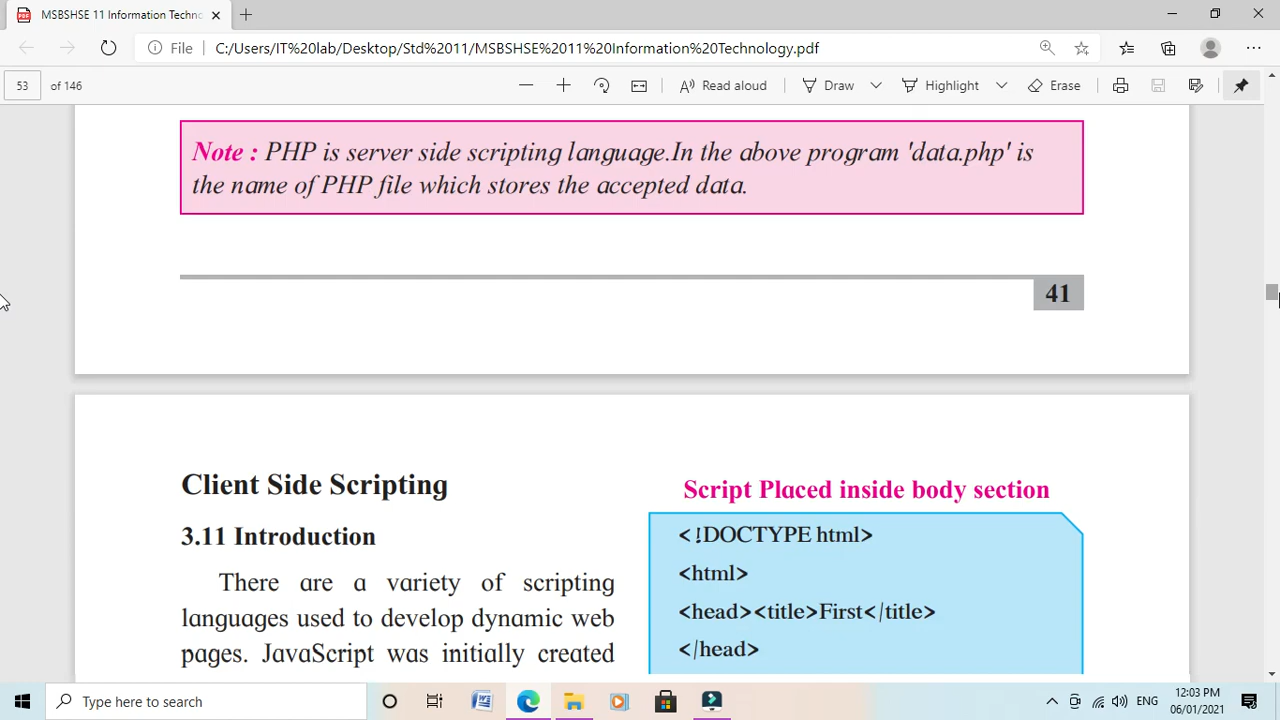 MSBSHSE 11 Information Techno
File
C:/Users/IT%20lab/Desktop/Std%2011/MSBSHSE%2011%20Information%20Technology.pdf
53 of 146
Read aloud
Draw
Highlight
Erase
Note : PHP is server side scripting language.In the above program 'data.php' is
the name of PHP file which stores the accepted data.
41
Client Side Scripting
3.11 Introduction
There are a variety of scripting
languages used to develop dynamic web
pages. JavaScript was initially created
Script Placed inside body section
<!DOCTYPE html>
<html>
<head><title>First</title>
</head>
Type here to search
ENG
12:03 PM
06/01/2021